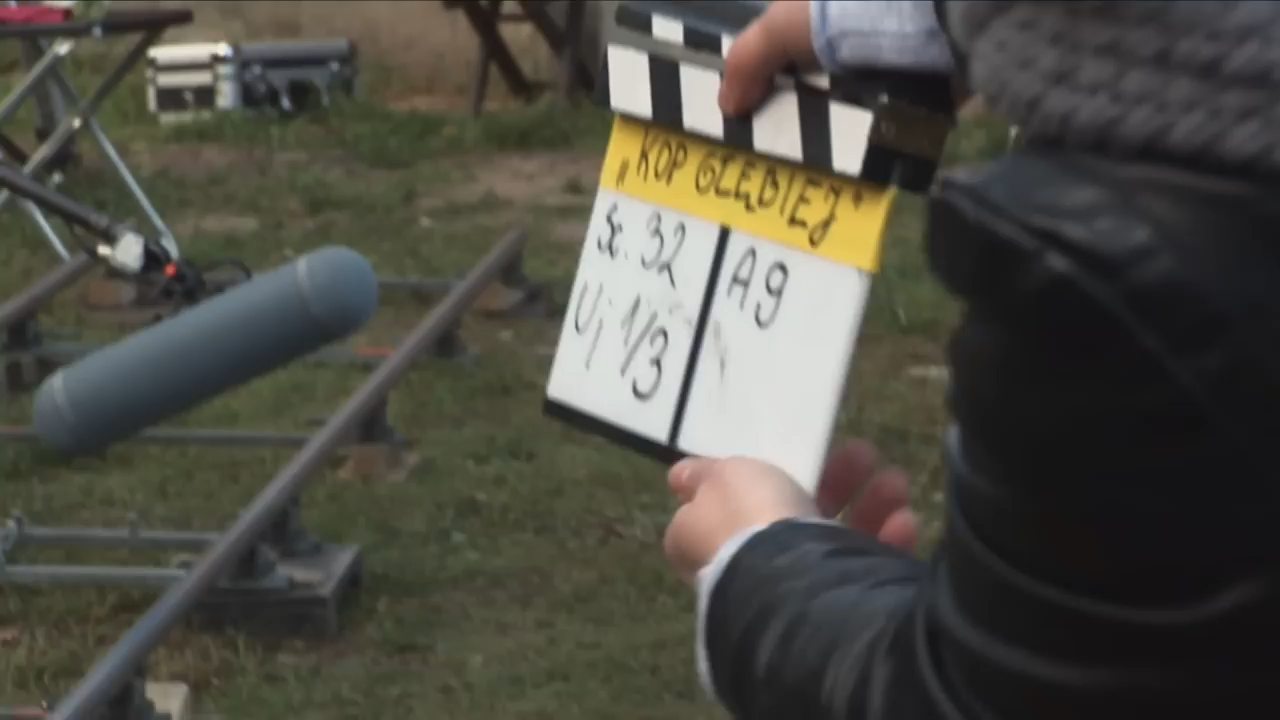 „KOP GŁĘBIEJ"
Sc. 32
Uj 1/3
A9